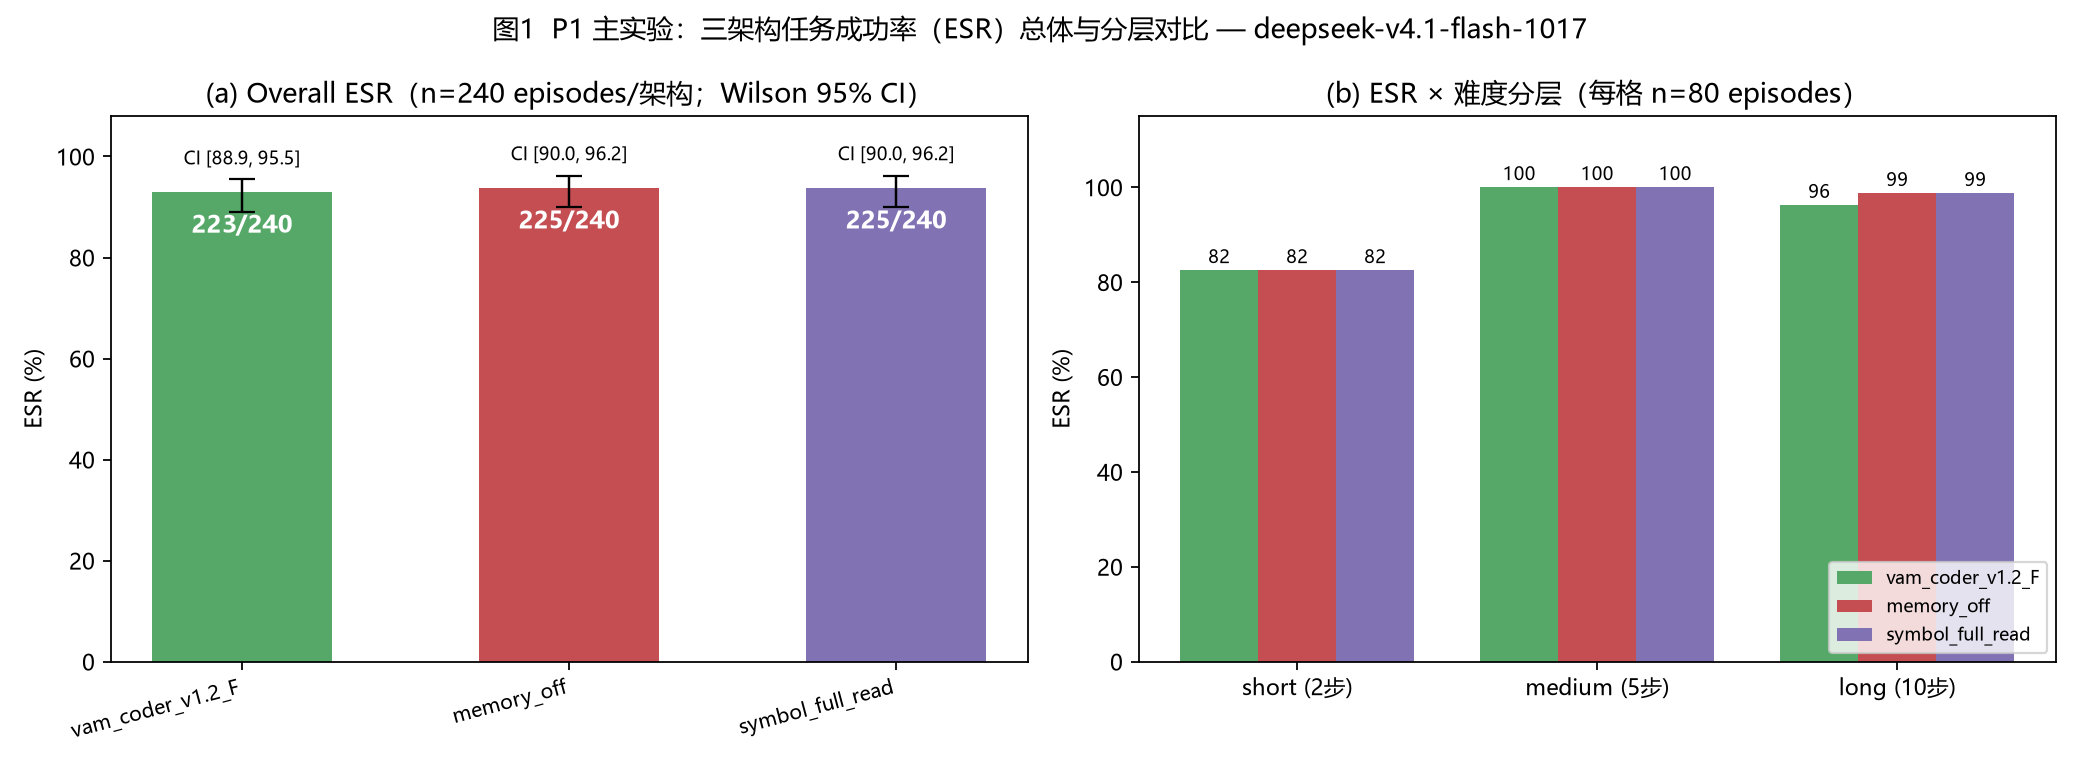 图1  P1 主实验：三架构任务成功率（ESR）总体与分层对比 — deepseek-v4.1-flash-1017
(a) Overall ESR（n=240 episodes/架构；Wilson 95% CI）
ESR (%)
100
80
60
40
20
0
CI [88.9, 95.5]
CI [90.0, 96.2]
CI [90.0, 96.2]
223/240
225/240
225/240
vam_coder_v1.2_F
memory_off
symbol_full_read
(b) ESR × 难度分层（每格 n=80 episodes）
ESR (%)
100
80
60
40
20
0
82
82
82
100
100
100
96
99
99
short (2步)
medium (5步)
long (10步)
vam_coder_v1.2_F
memory_off
symbol_full_read